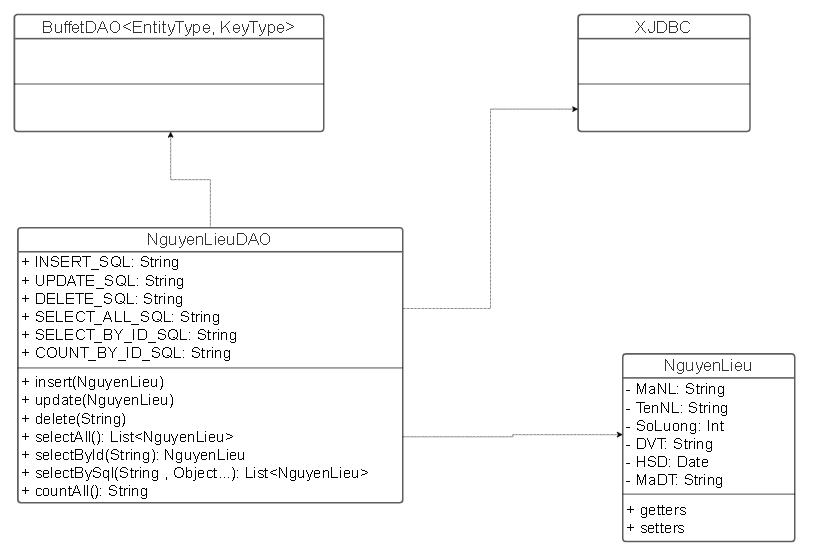 BuffetDAO<EntityType, KeyType>
XJDBC
NguyenLieuDAO
+ INSERT_SQL: String
+ UPDATE_SQL: String
+ DELETE_SQL: String
+ SELECT_ALL_SQL: String
+ SELECT_BY_ID_SQL: String
+ COUNT_BY_ID_SQL: String
+ insert(NguyenLieu)
+ update(NguyenLieu)
+ delete(String)
+ selectAll(): List<NguyenLieu>
+ selectById(String): NguyenLieu
+ selectBySql(String , Object...): List<NguyenLieu>
+ countAll(): String
NguyenLieu
- MaNL: String
- TenNL: String
- SoLuong: Int
- DVT: String
- HSD: Date
- MaDT: String
+ getters
+ setters